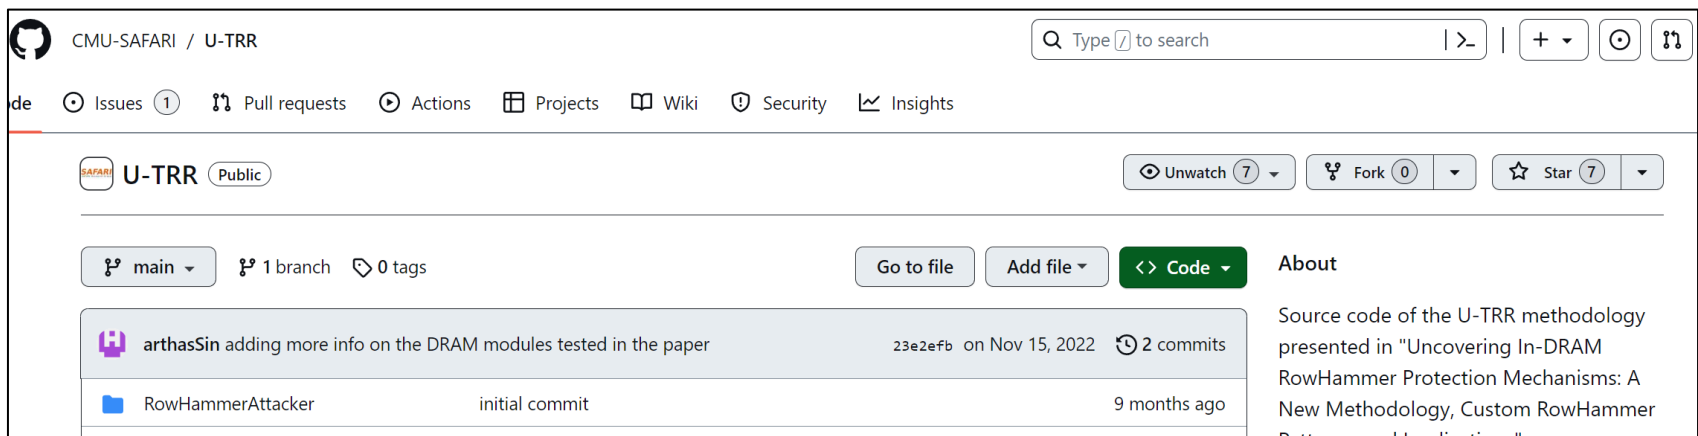 CMU-SAFARI / U-TRR
Type / to search
de
Issues 1
Pull requests
Actions
Projects
Wiki
Security
Insights
SAFARI
U-TRR Public
Unwatch 7
Fork 0
Star 7
main
1 branch
0 tags
Go to file
Add file
<> Code
About
arthasSin adding more info on the DRAM modules tested in the paper
23e2efb on Nov 15, 2022
2 commits
RowHammerAttacker
initial commit
9 months ago
Source code of the U-TRR methodology
presented in "Uncovering In-DRAM
RowHammer Protection Mechanisms: A
New Methodology, Custom RowHammer